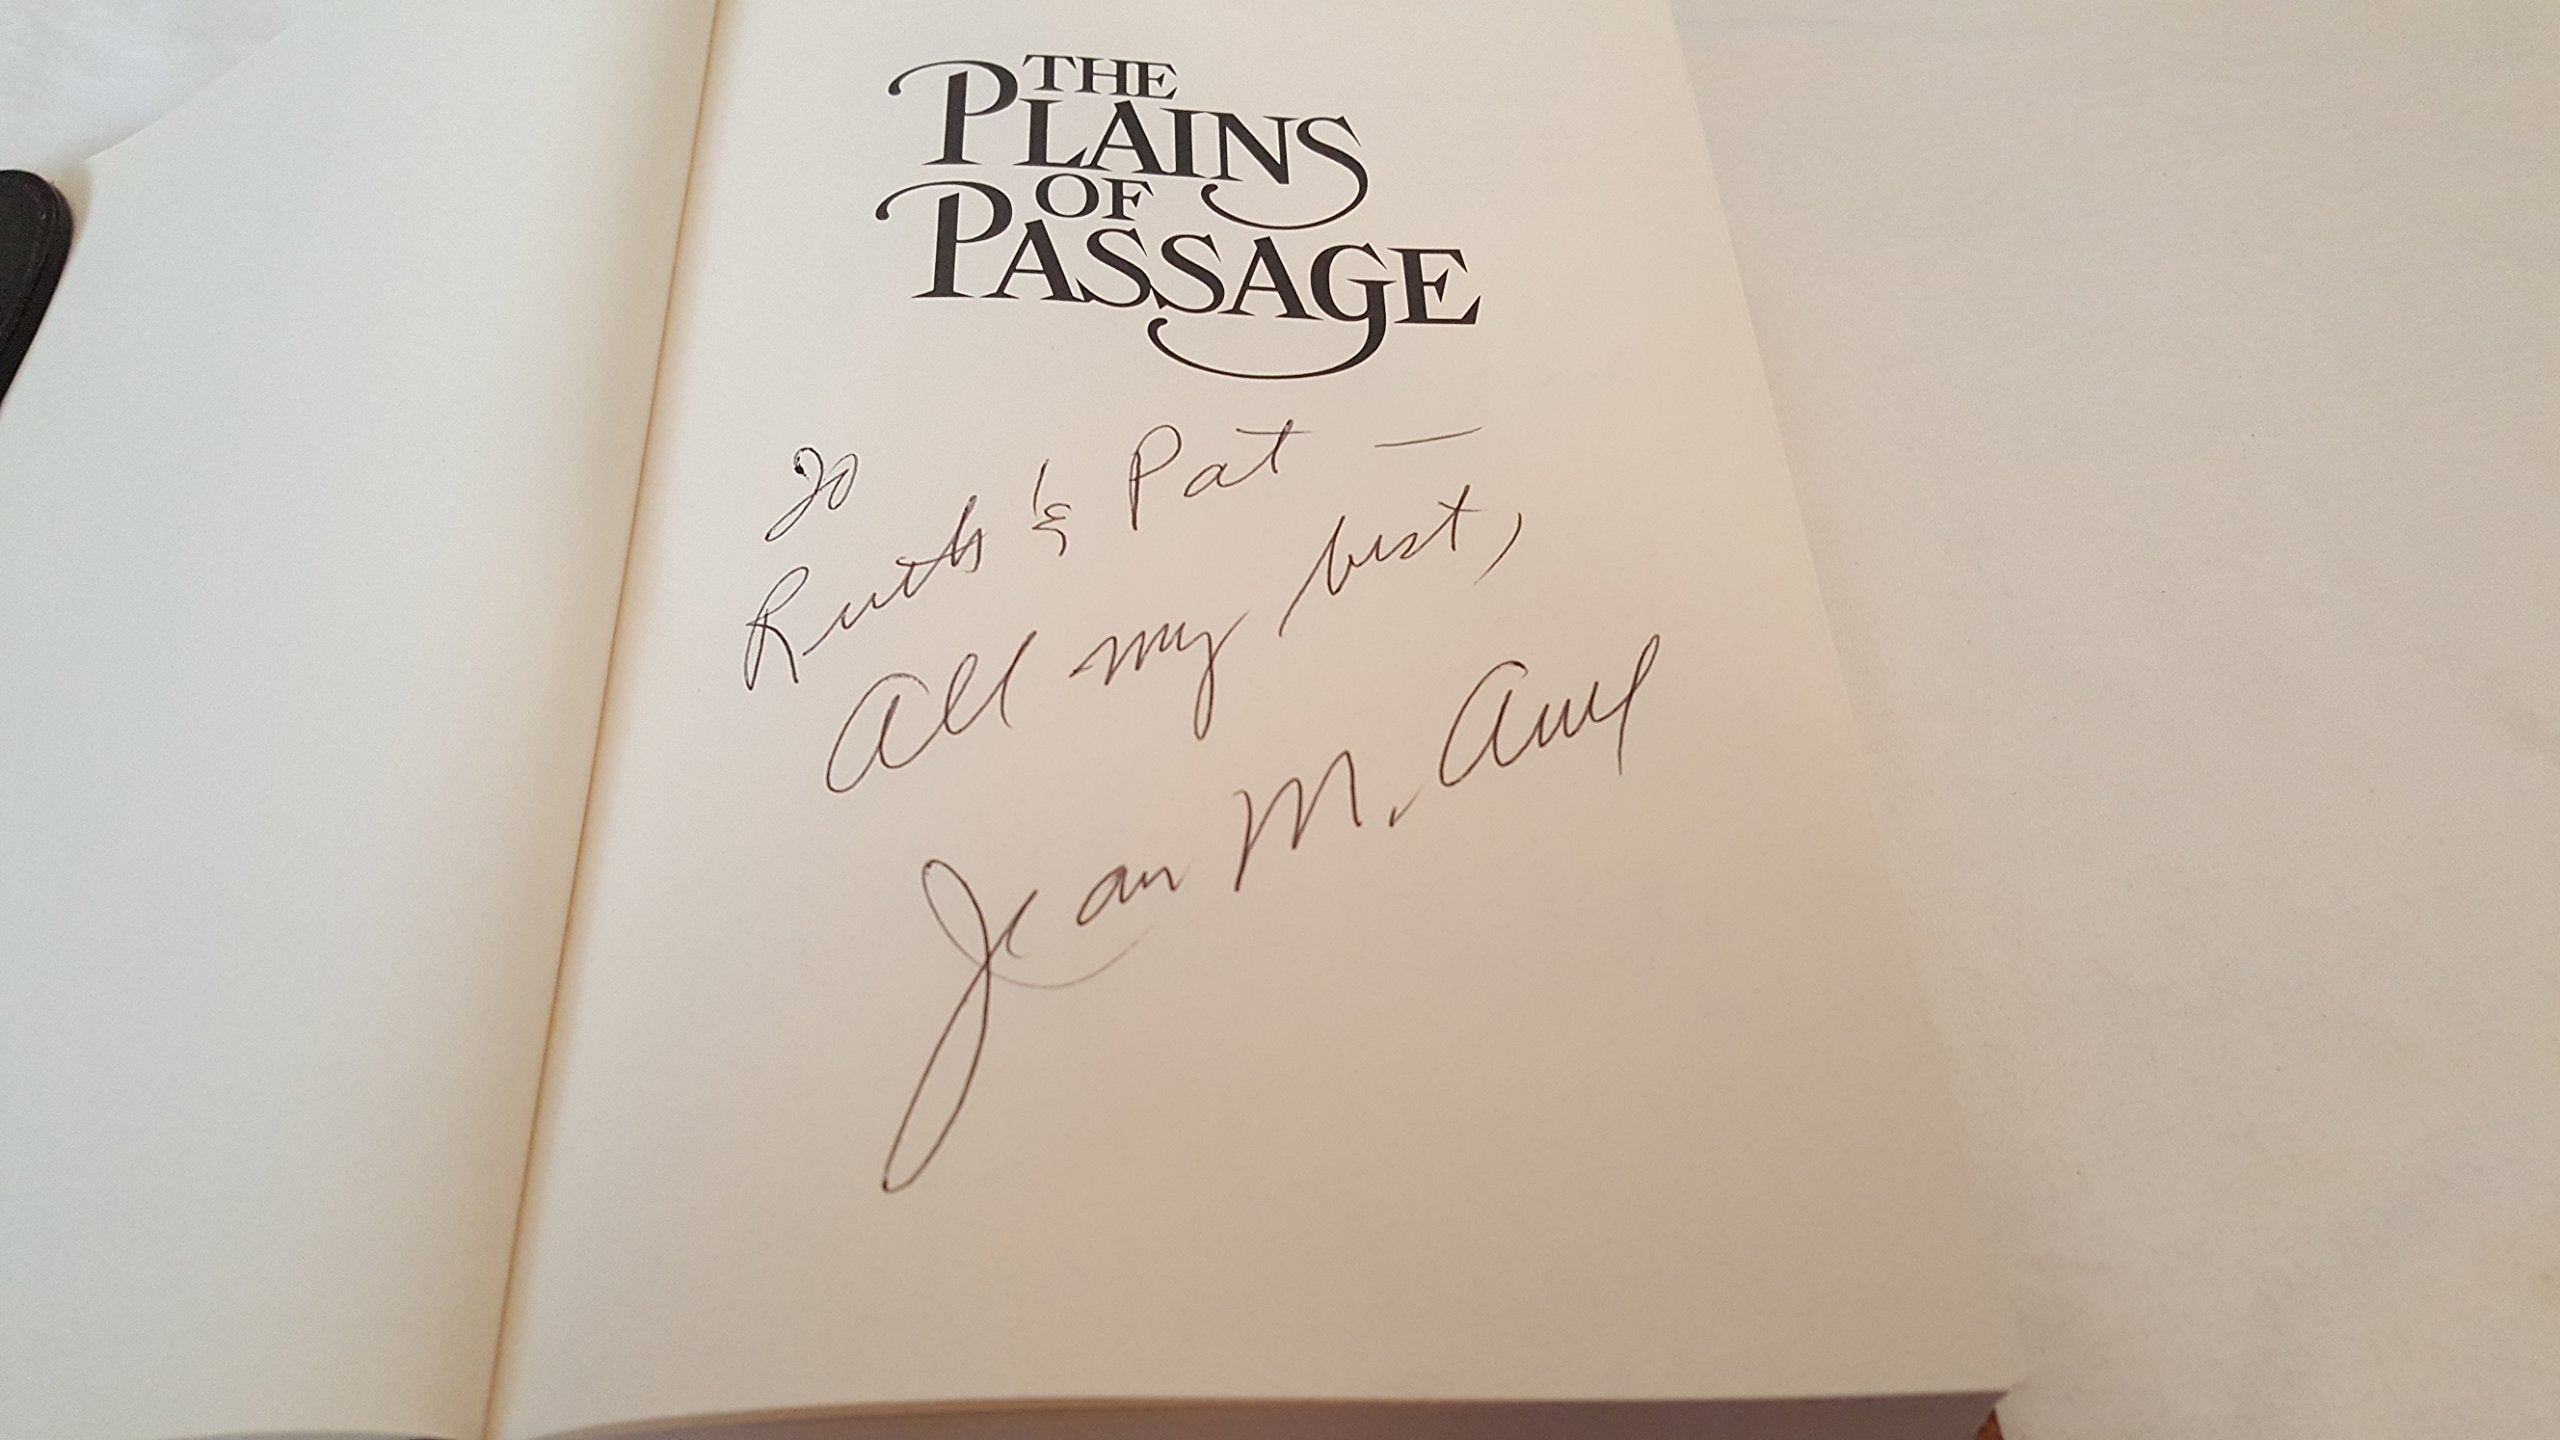 THE
PLAINS
OF
PASSAGE
To
Ruth & Pat —
All my best,
Jean M. Auel